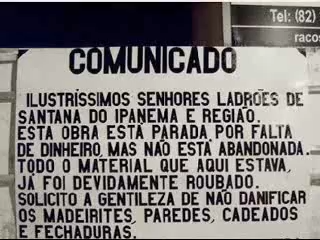 Tel: (82)
racos
COMUNICADO
ILUSTRÍSSIMOS SENHORES LADRÕES DE
SANTANA DO IPANEMA E REGIÃO.
ESTA OBRA ESTÁ PARADA, POR FALTA
DE DINHEIRO, MAS NÃO ESTÁ ABANDONADA.
TODO O MATERIAL QUE AQUI ESTAVA,
JÁ FOI DEVIDAMENTE ROUBADO.
SOLICITO A GENTILEZA DE NÃO DANIFICAR
OS MADEIRITES, PAREDES, CADEADOS
E FECHADURAS.